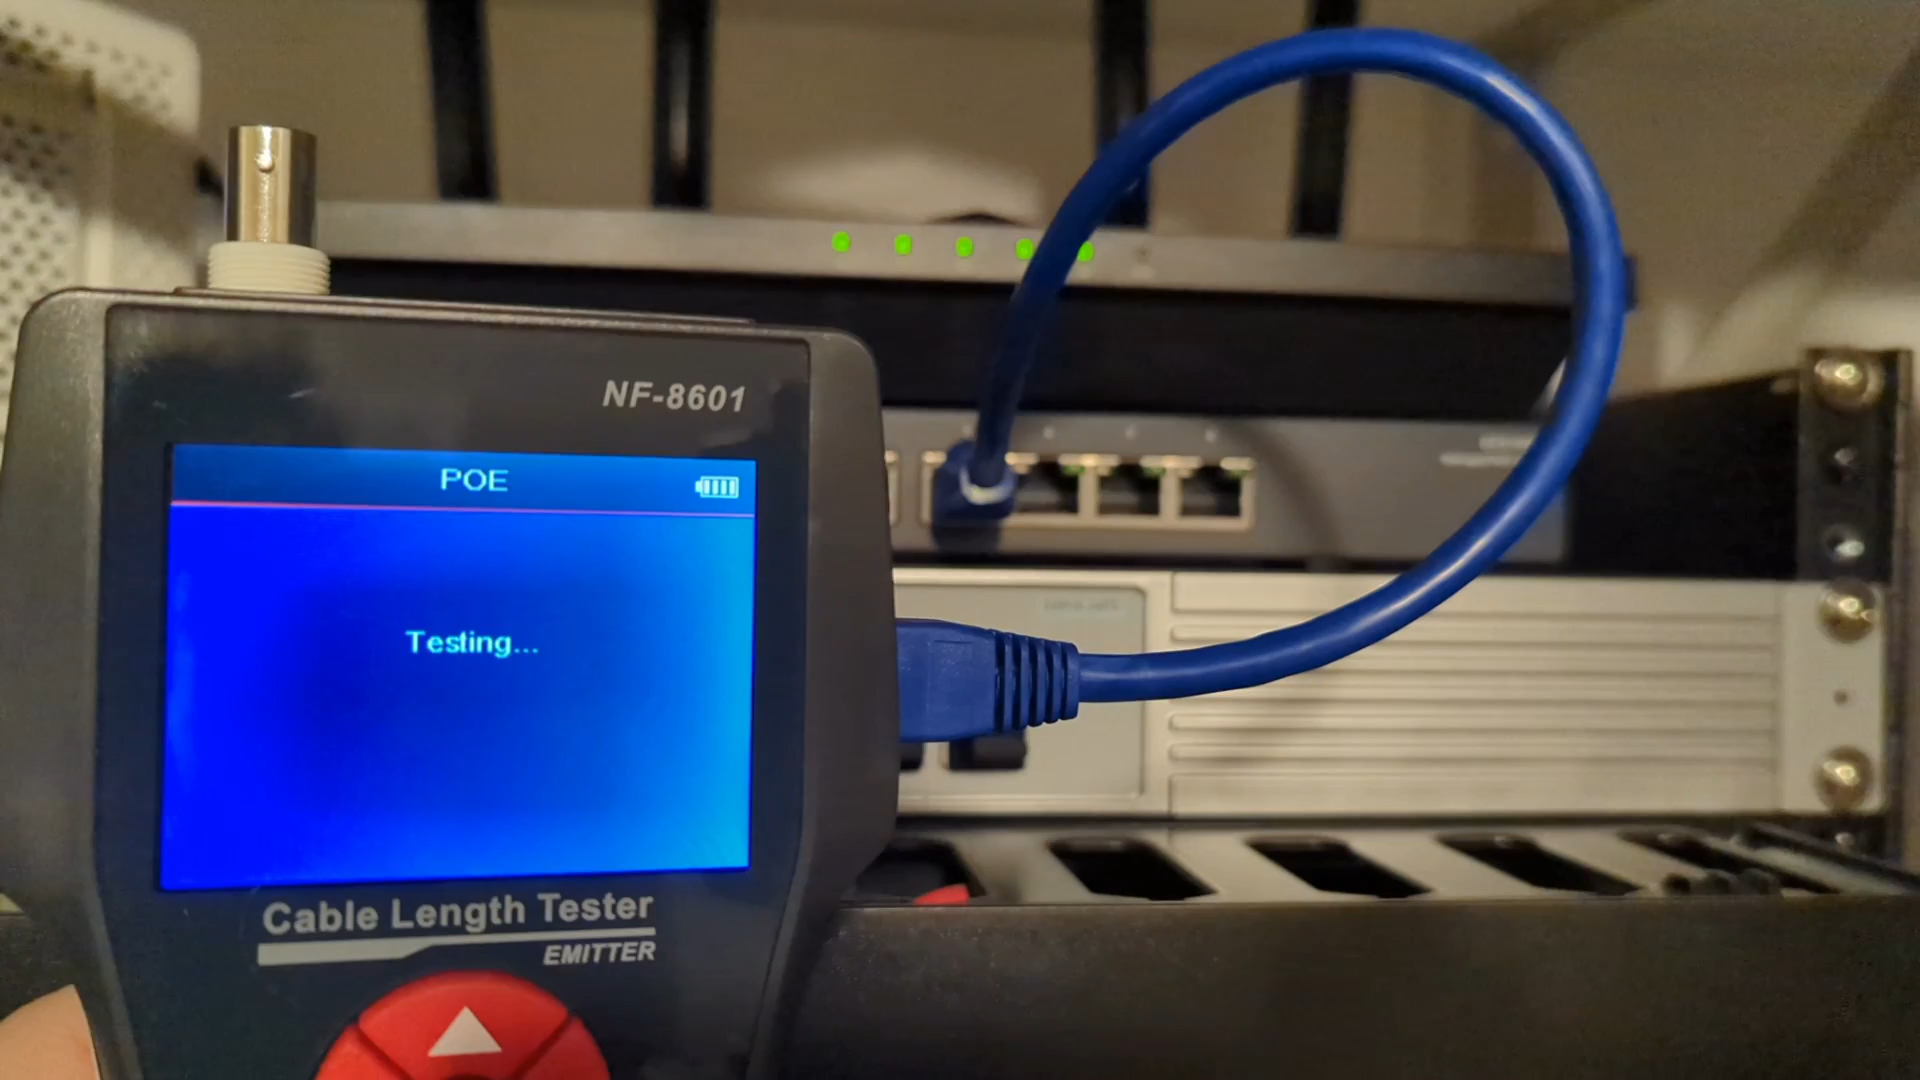 NF-8601
POE
Testing...
Cable Length Tester
EMITTER